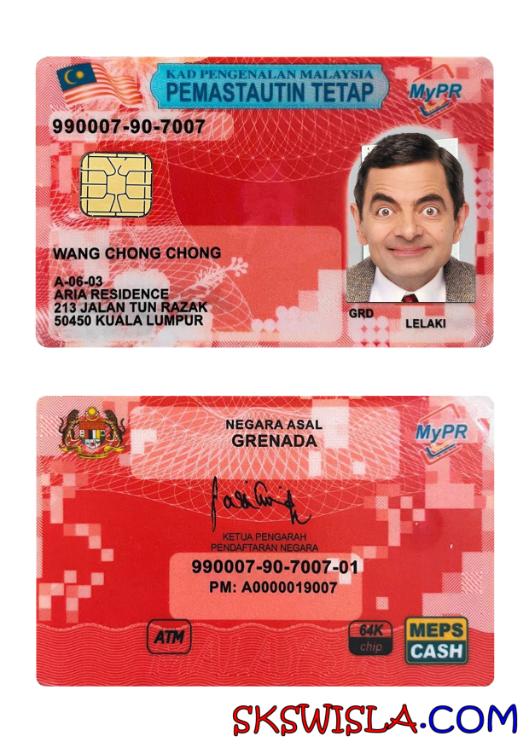 KAD PENGENALAN MALAYSIA
PEMASTAUTIN TETAP
MyPR
990007-90-7007
WANG CHONG CHONG
A-06-03
ARIA RESIDENCE
213 JALAN TUN RAZAK
50450 KUALA LUMPUR
GRD
LELAKI
NEGARA ASAL
GRENADA
MyPR
KETUA PENGARAH
PENDAFTARAN NEGARA
990007-90-7007-01
PM: A0000019007
ATM
64K
chip
MEPS
CASH
SKSWISLA.COM